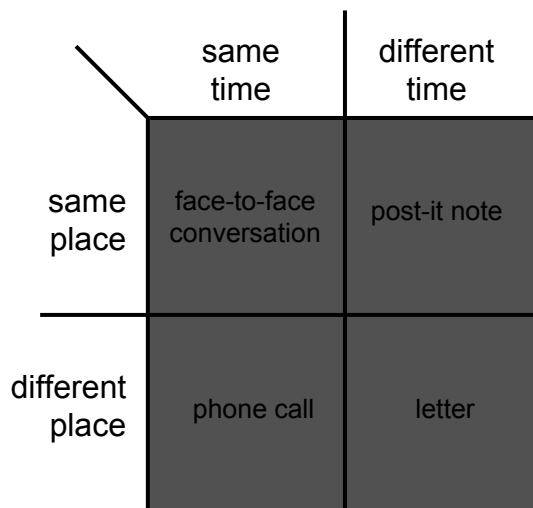 same
time
different
time
same
place
face-to-face
conversation
post-it note
different
place
phone call
letter